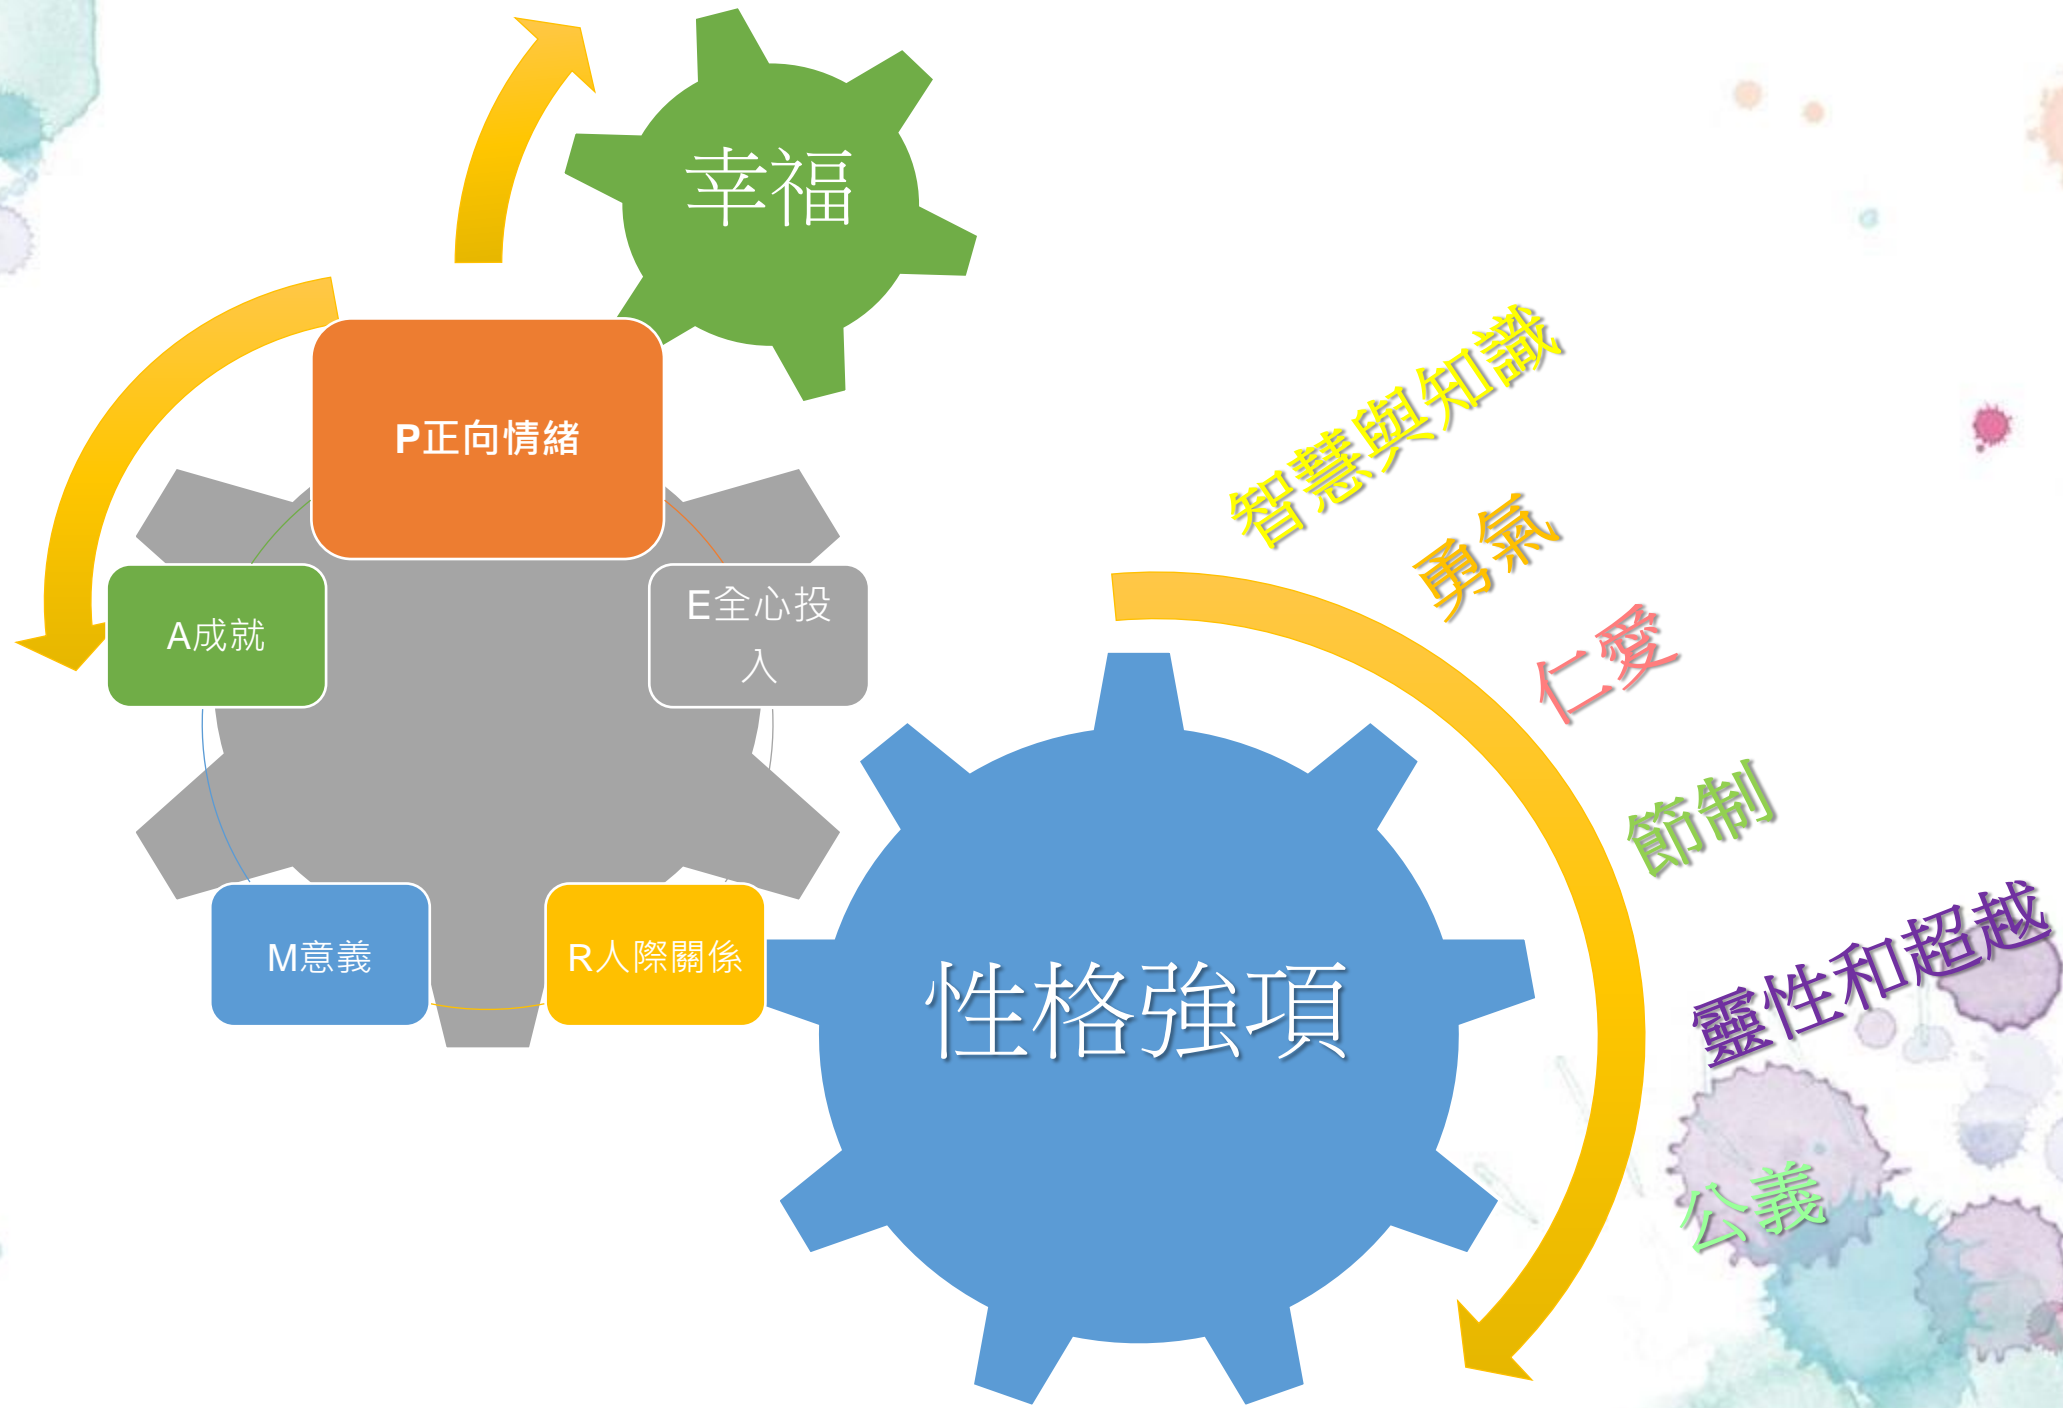 幸福
P正向情緒
E全心投
入
R人際關係
M意義
A成就
性格強項
智慧與知識
勇氣
仁愛
節制
靈性和超越
公義